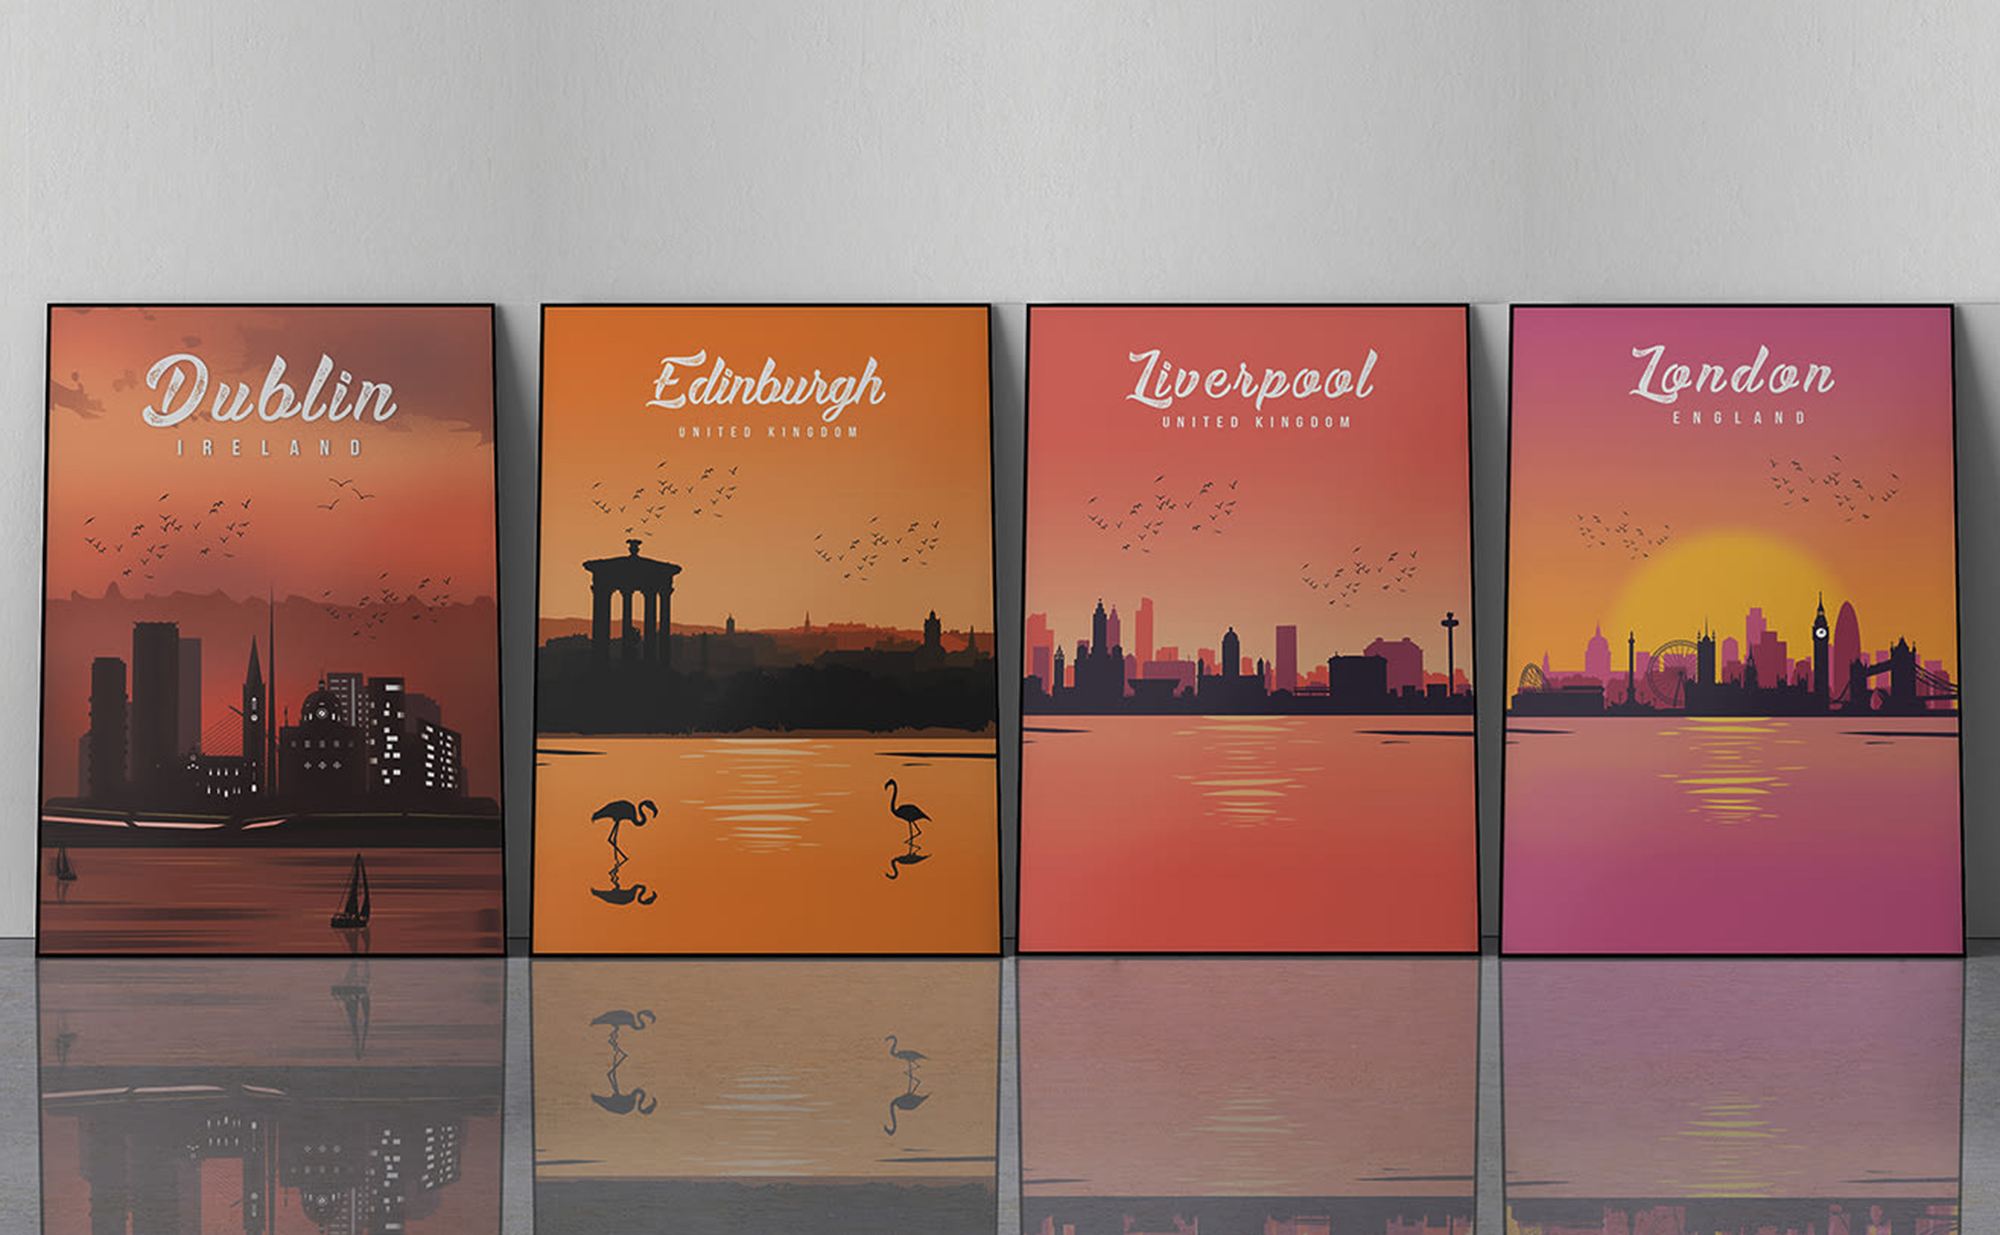 Dublin
IRELAND
Edinburgh
UNITED KINGDOM
Liverpool
UNITED KINGDOM
London
ENGLAND